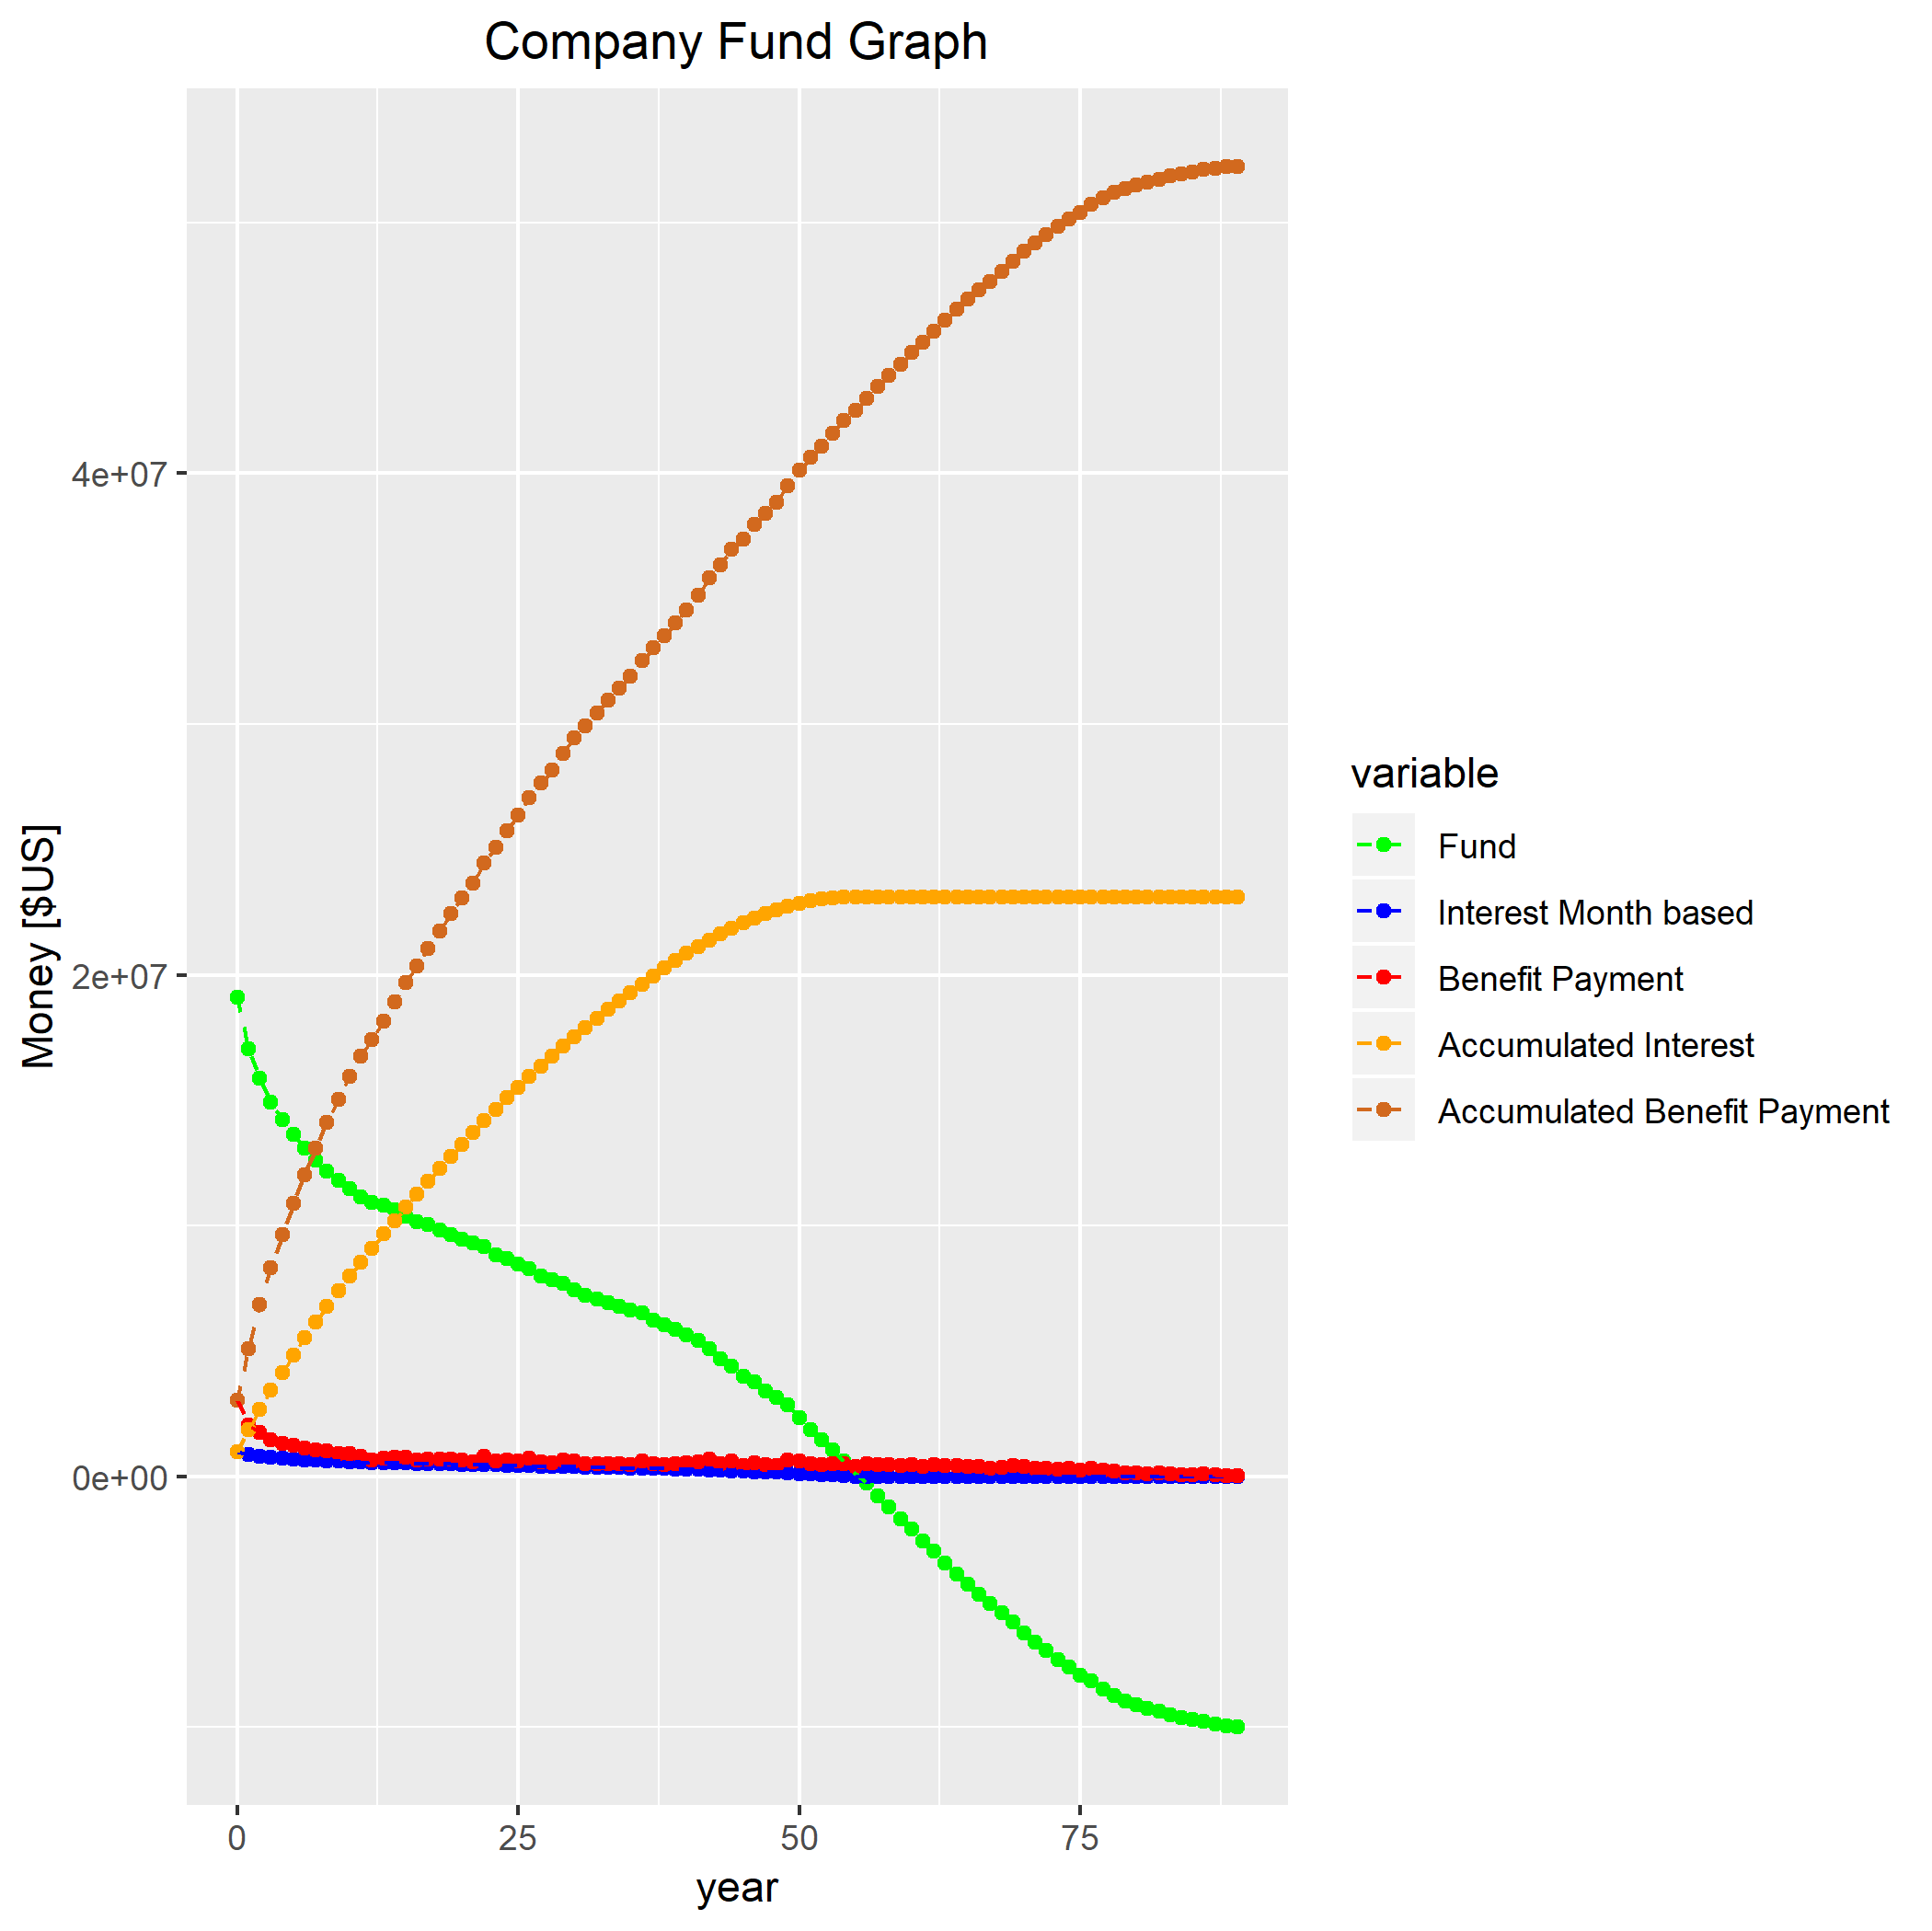 Company Fund Graph
Money [$US]
4e+07
2e+07
0e+00
0 25 50 75
year
variable
Fund
Interest Month based
Benefit Payment
Accumulated Interest
Accumulated Benefit Payment